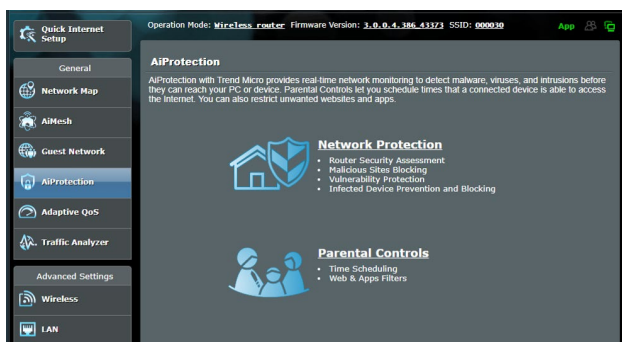 Quick Internet
Setup
Operation Mode: Wireless router Firmware Version: 3.0.0.4.386_43373 SSID: 000030
App
General
Network Map
AiMesh
Guest Network
AiProtection
Adaptive QoS
Traffic Analyzer
Advanced Settings
Wireless
LAN
AiProtection
AiProtection with Trend Micro provides real-time network monitoring to detect malware, viruses, and intrusions before
they can reach your PC or device. Parental Controls let you schedule times that a connected device is able to access
the Internet. You can also restrict unwanted websites and apps.
Network Protection
• Router Security Assessment
• Malicious Sites Blocking
• Vulnerability Protection
• Infected Device Prevention and Blocking
Parental Controls
• Time Scheduling
• Web & Apps Filters